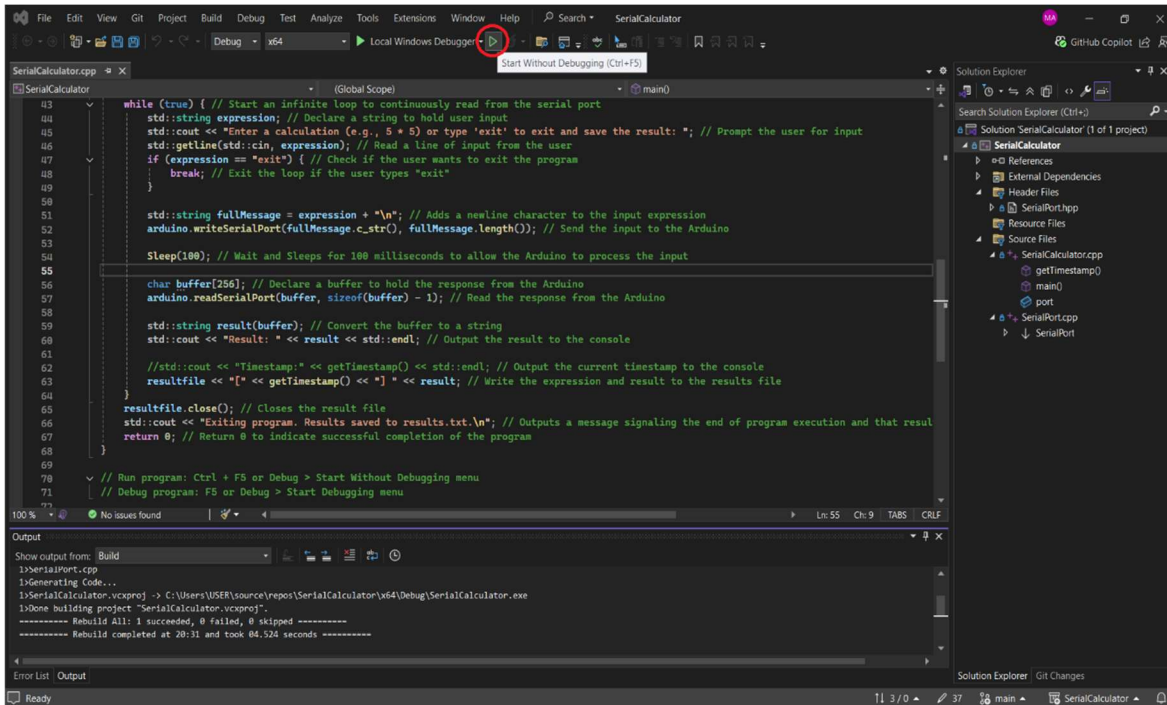 File Edit View Git Project Build Debug Test Analyze Tools Extensions Window Help Search SerialCalculator MA
Debug x64 Local Windows Debugger GitHub Copilot
Start Without Debugging (Ctrl+F5)
SerialCalculator.cpp
SerialCalculator (Global Scope) main()
43 while (true) { // Start an infinite loop to continuously read from the serial port
44 std::string expression; // Declare a string to hold user input
45 std::cout << "Enter a calculation (e.g., 5 * 5) or type 'exit' to exit and save the result: "; // Prompt the user for input
46 std::getline(std::cin, expression); // Read a line of input from the user
47 if (expression == "exit") { // Check if the user wants to exit the program
48 break; // Exit the loop if the user types "exit"
49 }
50
51 std::string fullMessage = expression + "\n"; // Adds a newline character to the input expression
52 arduino.writeSerialPort(fullMessage.c_str(), fullMessage.length()); // Send the input to the Arduino
53
54 Sleep(100); // Wait and Sleeps for 100 milliseconds to allow the Arduino to process the input
55
56 char buffer[256]; // Declare a buffer to hold the response from the Arduino
57 arduino.readSerialPort(buffer, sizeof(buffer) - 1); // Read the response from the Arduino
58
59 std::string result(buffer); // Convert the buffer to a string
60 std::cout << "Result: " << result << std::endl; // Output the result to the console
61
62 //std::cout << "Timestamp:" << getTimestamp() << std::endl; // Output the current timestamp to the console
63 resultfile << "[" << getTimestamp() << "] " << result; // Write the expression and result to the results file
64 }
65 resultfile.close(); // Closes the result file
66 std::cout << "Exiting program. Results saved to results.txt.\n"; // Outputs a message signaling the end of program execution and that resul
67 return 0; // Return 0 to indicate successful completion of the program
68 }
69
70 // Run program: Ctrl + F5 or Debug > Start Without Debugging menu
71 // Debug program: F5 or Debug > Start Debugging menu
100 % No issues found Ln: 55 Ch: 9 TABS CRLF
Output
Show output from: Build
1>SerialPort.cpp
1>Generating Code...
1>SerialCalculator.vcxproj -> C:\Users\USER\source\repos\SerialCalculator\x64\Debug\SerialCalculator.exe
1>Done building project "SerialCalculator.vcxproj".
========== Rebuild All: 1 succeeded, 0 failed, 0 skipped ==========
========== Rebuild completed at 20:31 and took 04.524 seconds ==========
Error List Output
Solution Explorer
Search Solution Explorer (Ctrl+;)
Solution 'SerialCalculator' (1 of 1 project)
SerialCalculator
References
External Dependencies
Header Files
SerialPort.hpp
Resource Files
Source Files
SerialCalculator.cpp
getTimestamp()
main()
port
SerialPort.cpp
SerialPort
Solution Explorer Git Changes
Ready 3 / 0 37 main SerialCalculator